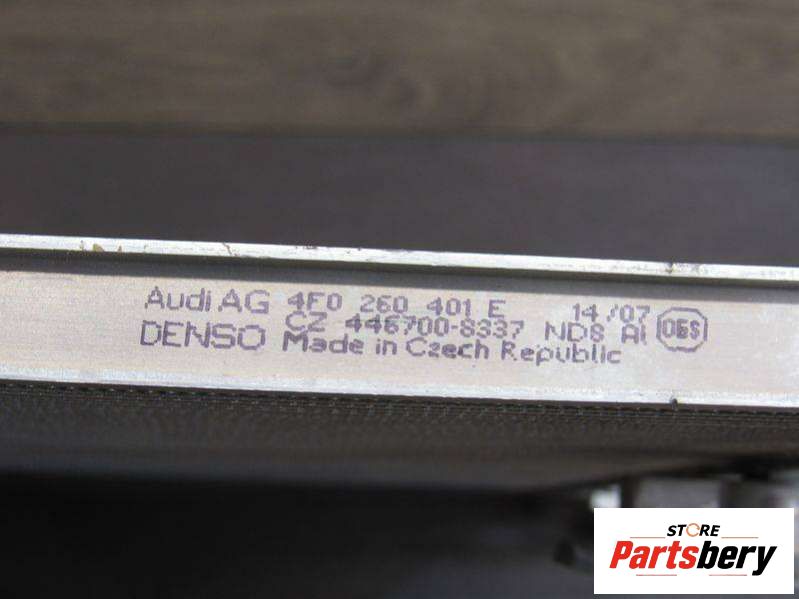 Audi AG 4F0 260 401 E 14/07
CZ 446700-8337 ND8 Al
DENSO Made in Czech Republic
STORE
Partsbery